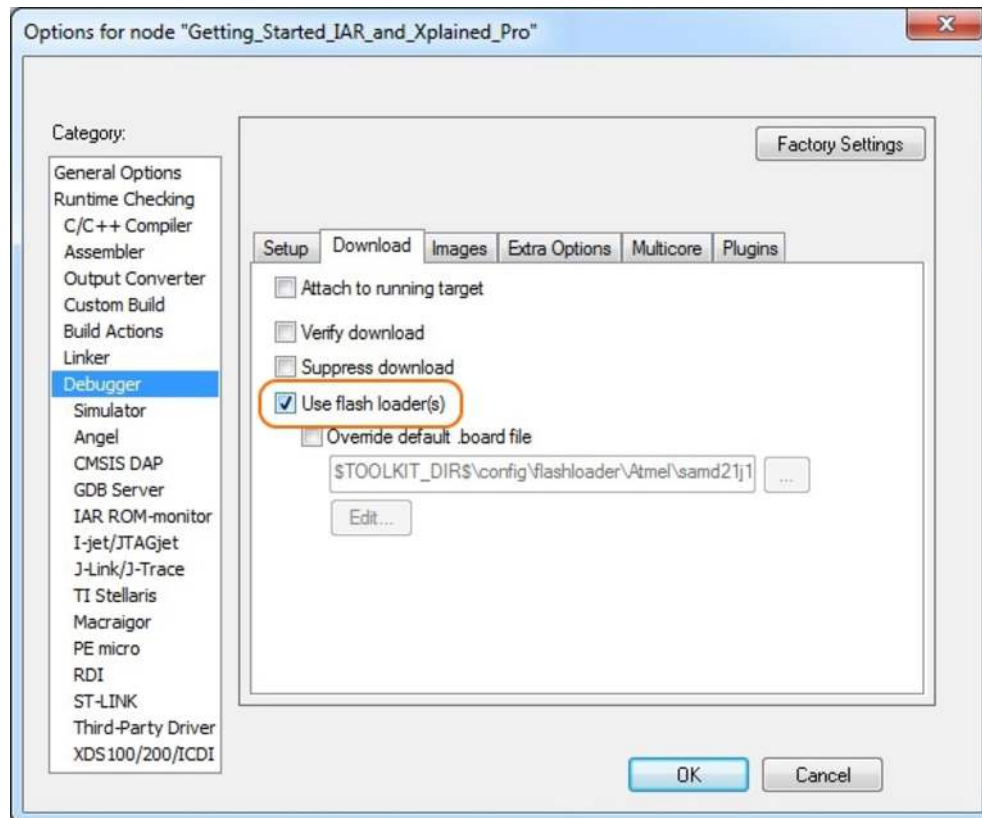 Options for node "Getting_Started_IAR_and_Xplained_Pro"
Category:
Factory Settings
General Options
Runtime Checking
C/C++ Compiler
Assembler
Output Converter
Custom Build
Build Actions
Linker
Debugger
Simulator
Angel
CMSIS DAP
GDB Server
IAR ROM-monitor
I-jet/JTAGjet
J-Link/J-Trace
TI Stellaris
Macraigor
PE micro
RDI
ST-LINK
Third-Party Driver
XDS100/200/ICDI
Setup Download Images Extra Options Multicore Plugins
Attach to running target
Verify download
Suppress download
Use flash loader(s)
Override default .board file
$TOOLKIT_DIR$\config\flashloader\Atmel\samd21j1 ...
Edit...
OK Cancel